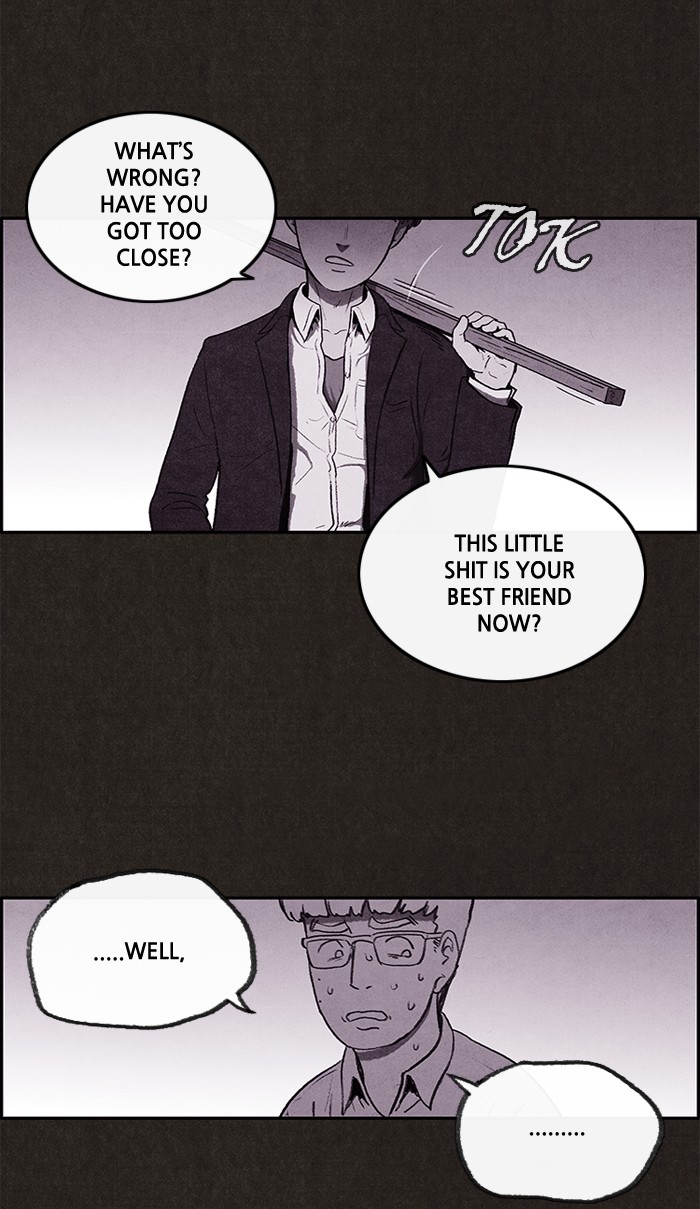 WHAT'S
WRONG?
HAVE YOU
GOT TOO
CLOSE?
TOK
THIS LITTLE
SHIT IS YOUR
BEST FRIEND
NOW?
.....WELL,
.........